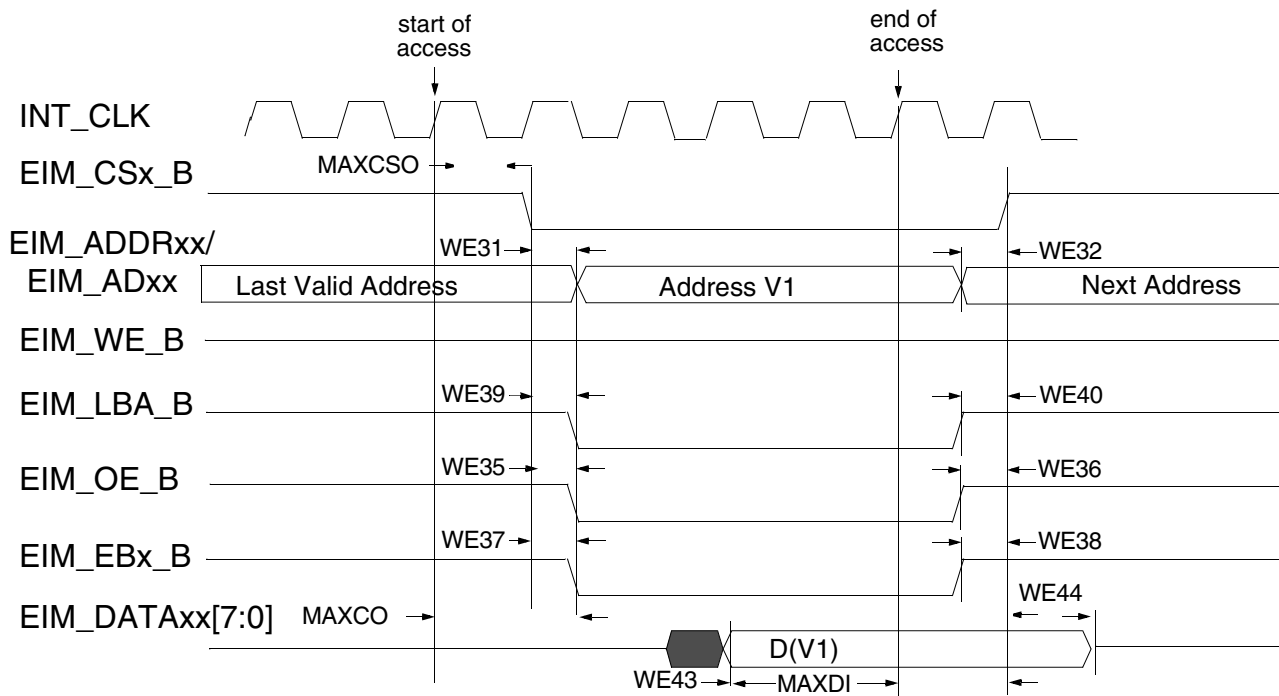 start of
access
end of
access
INT_CLK
EIM_CSx_B
MAXCSO
EIM_ADDRxx/
EIM_ADxx
WE31
WE32
Last Valid Address
Address V1
Next Address
EIM_WE_B
EIM_LBA_B
WE39
WE40
EIM_OE_B
WE35
WE36
EIM_EBx_B
WE37
WE38
EIM_DATAxx[7:0]
MAXCO
WE44
D(V1)
WE43
MAXDI